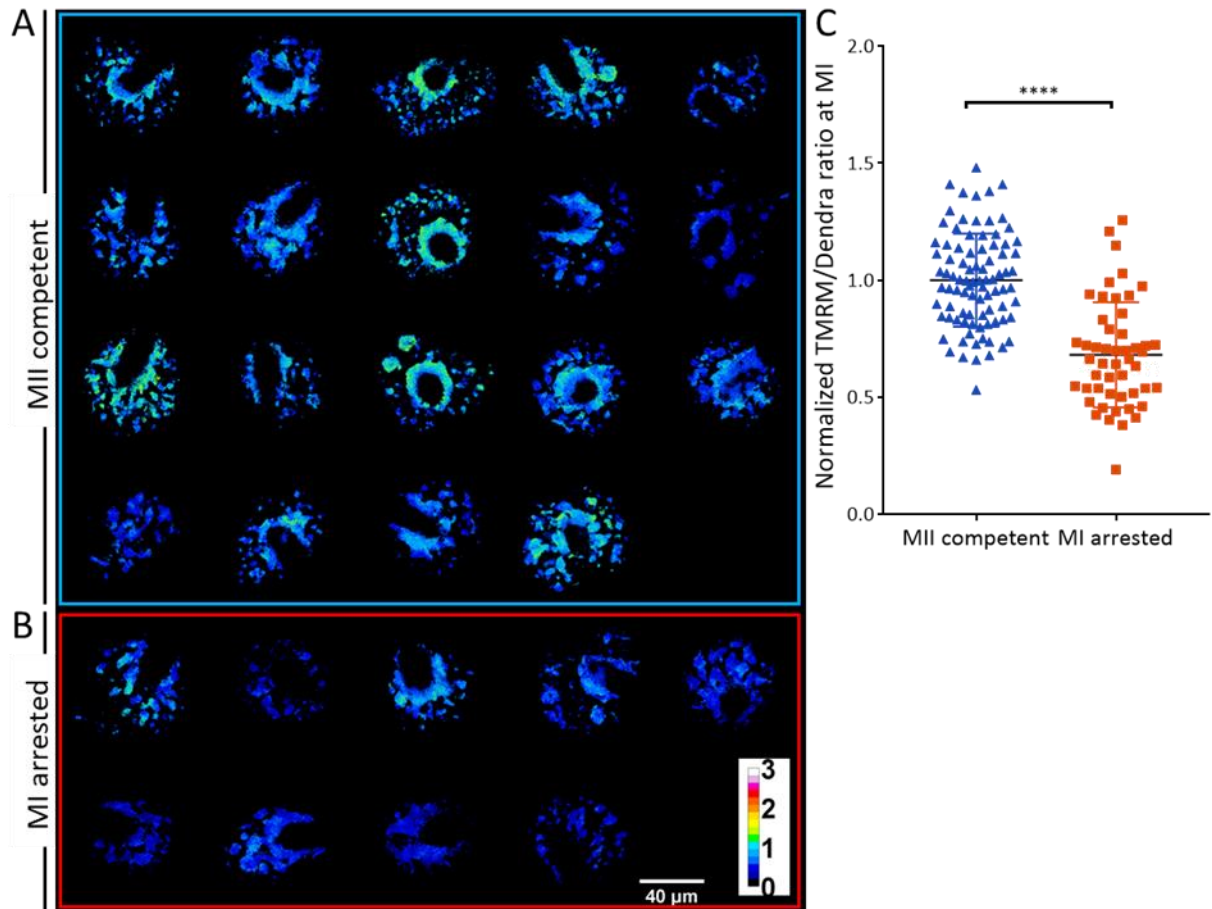 A
MII competent
B
MI arrested
3
2
1
0
40 μm
C
Normalized TMRM/Dendra ratio at MI
2.0
1.5
1.0
0.5
0.0
****
MII competent MI arrested